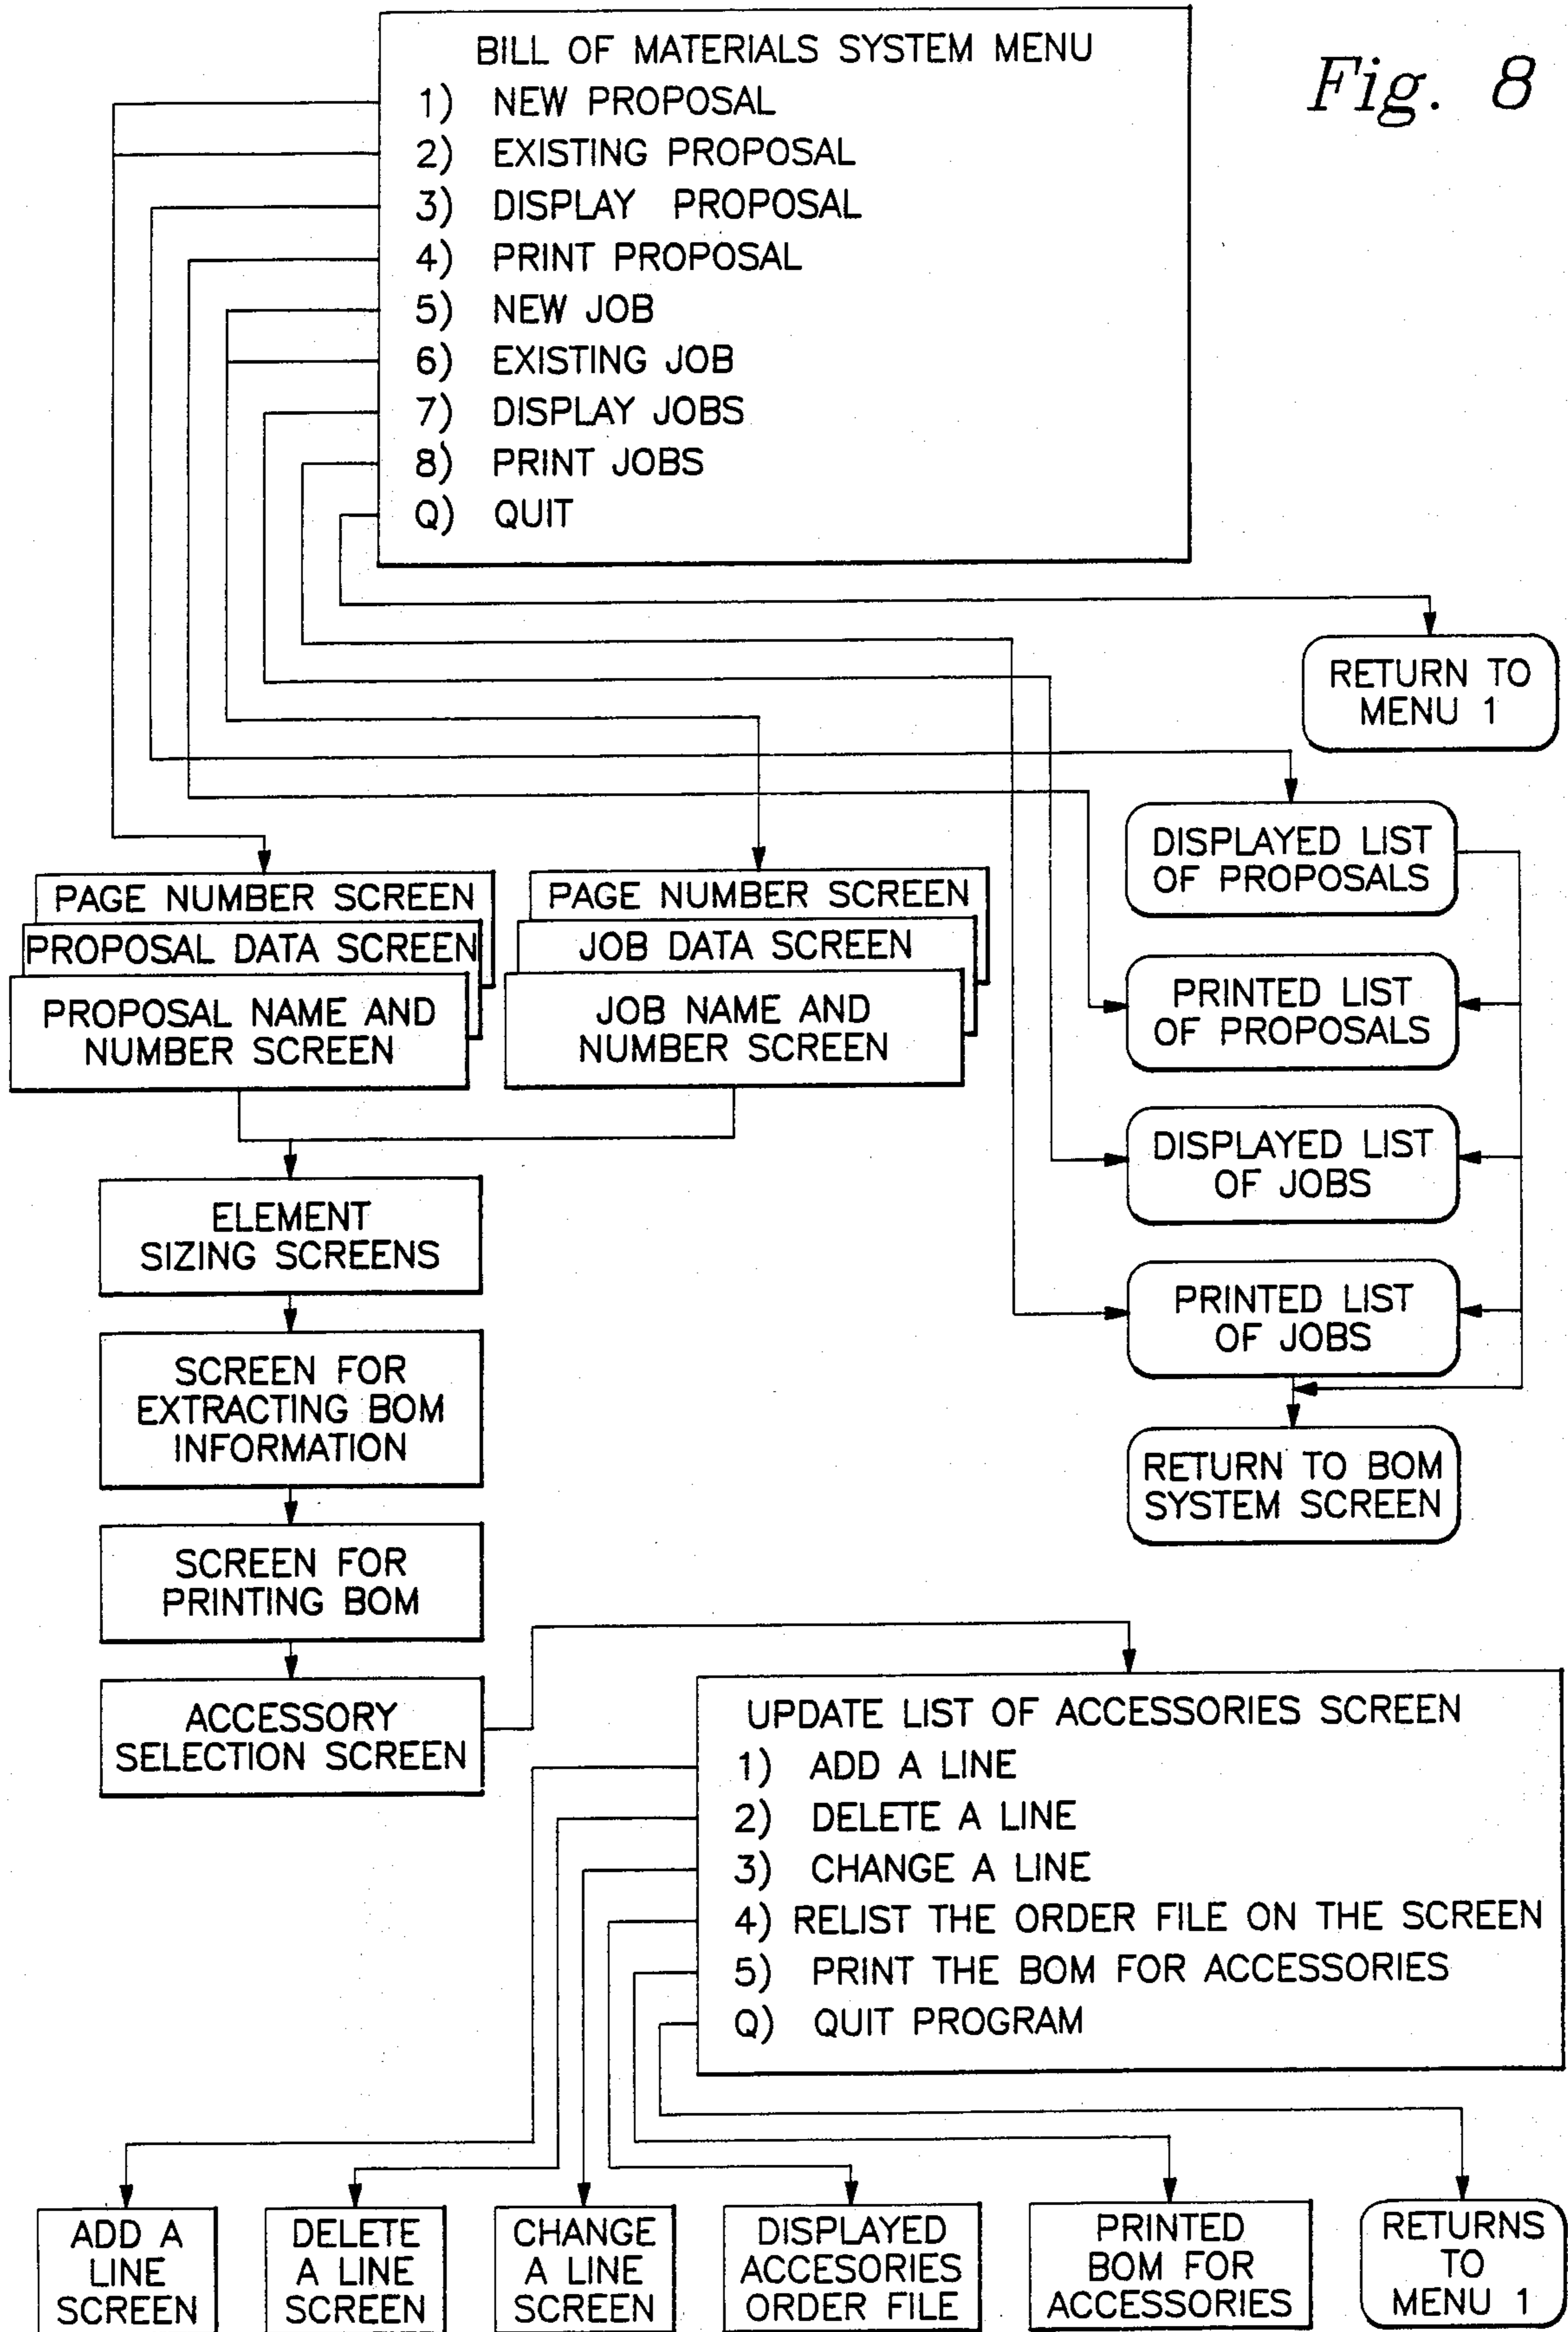 BILL OF MATERIALS SYSTEM MENU
1) NEW PROPOSAL
2) EXISTING PROPOSAL
3) DISPLAY PROPOSAL
4) PRINT PROPOSAL
5) NEW JOB
6) EXISTING JOB
7) DISPLAY JOBS
8) PRINT JOBS
Q) QUIT
Fig. 8
RETURN TO
MENU 1
DISPLAYED LIST
OF PROPOSALS
PRINTED LIST
OF PROPOSALS
DISPLAYED LIST
OF JOBS
PRINTED LIST
OF JOBS
RETURN TO BOM
SYSTEM SCREEN
PAGE NUMBER SCREEN
PROPOSAL DATA SCREEN
PROPOSAL NAME AND
NUMBER SCREEN
PAGE NUMBER SCREEN
JOB DATA SCREEN
JOB NAME AND
NUMBER SCREEN
ELEMENT
SIZING SCREENS
SCREEN FOR
EXTRACTING BOM
INFORMATION
SCREEN FOR
PRINTING BOM
ACCESSORY
SELECTION SCREEN
UPDATE LIST OF ACCESSORIES SCREEN
1) ADD A LINE
2) DELETE A LINE
3) CHANGE A LINE
4) RELIST THE ORDER FILE ON THE SCREEN
5) PRINT THE BOM FOR ACCESSORIES
Q) QUIT PROGRAM
ADD A
LINE
SCREEN
DELETE
A LINE
SCREEN
CHANGE
A LINE
SCREEN
DISPLAYED
ACCESORIES
ORDER FILE
PRINTED
BOM FOR
ACCESSORIES
RETURNS
TO
MENU 1